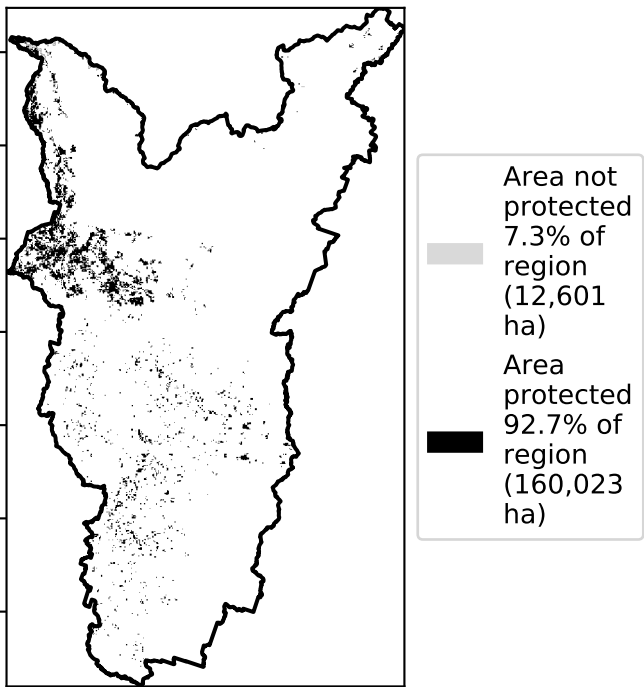 Area not
protected
7.3% of
region
(12,601
ha)
Area
protected
92.7% of
region
(160,023
ha)